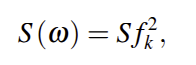 S(ω) = Sf_k^2,